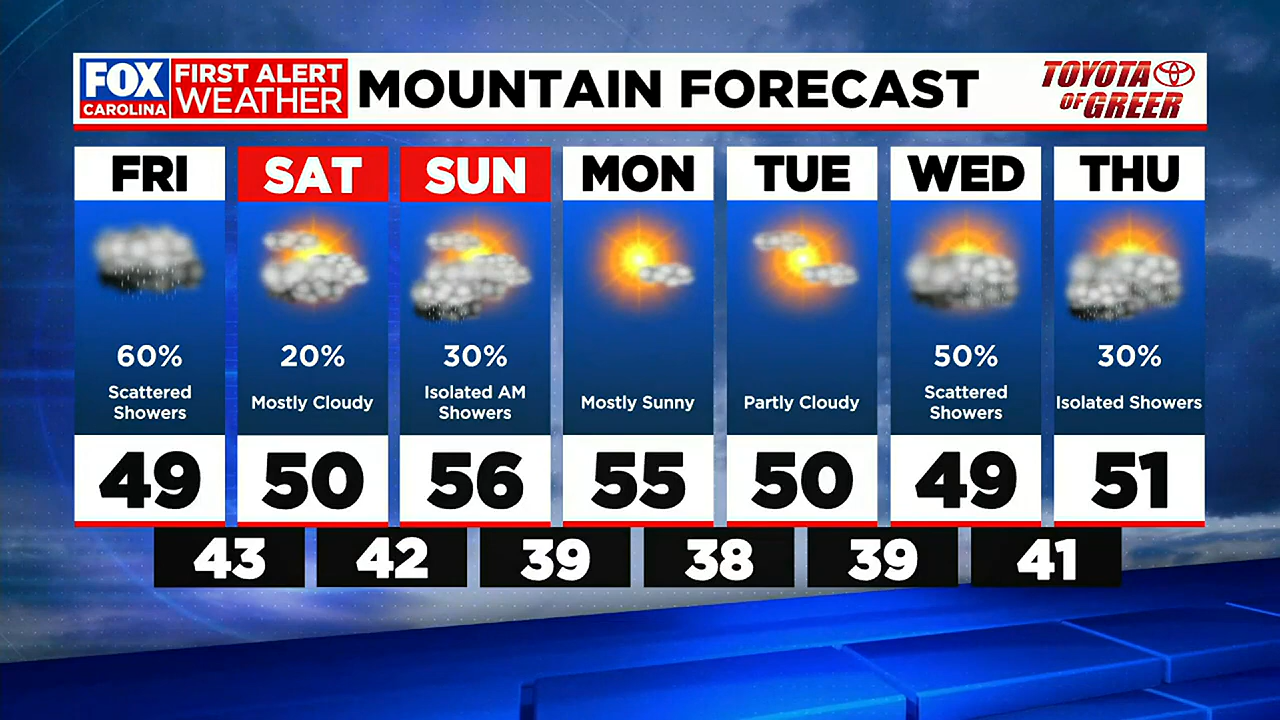 FOX
CAROLINA
FIRST ALERT
WEATHER
MOUNTAIN FORECAST
TOYOTA
OF GREER
FRI
60%
Scattered
Showers
49
SAT
20%
Mostly Cloudy
50
SUN
30%
Isolated AM
Showers
56
MON
Mostly Sunny
55
TUE
Partly Cloudy
50
WED
50%
Scattered
Showers
49
THU
30%
Isolated Showers
51
43
42
39
38
39
41